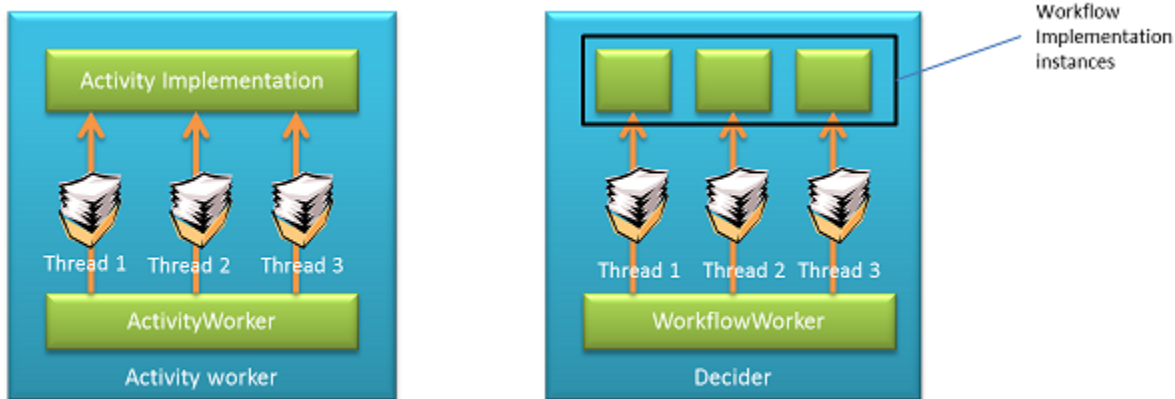 Activity Implementation
Thread 1
Thread 2
Thread 3
ActivityWorker
Activity worker
Workflow
Implementation
instances
Thread 1
Thread 2
Thread 3
WorkflowWorker
Decider